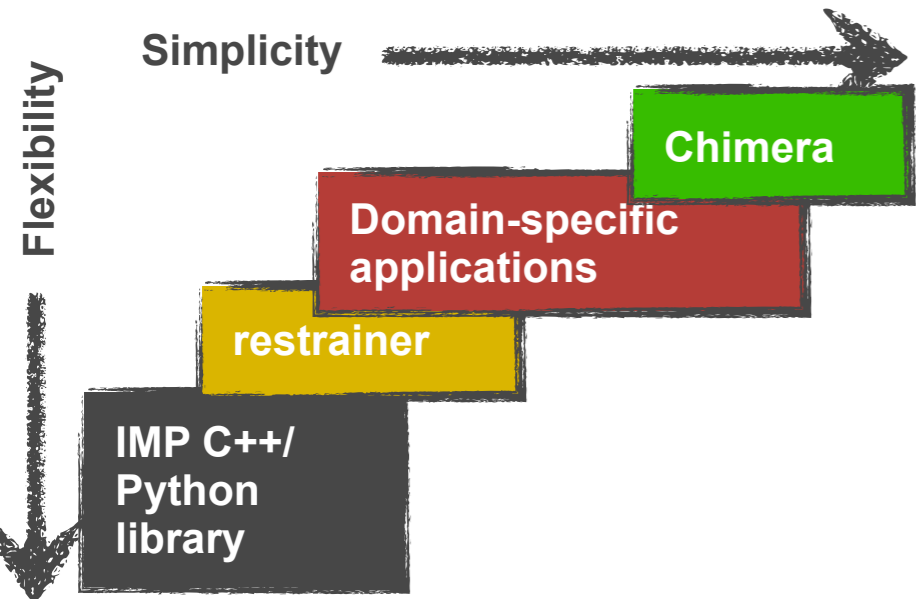 Simplicity
Flexibility
Chimera
Domain-specific
applications
restrainer
IMP C++/
Python
library